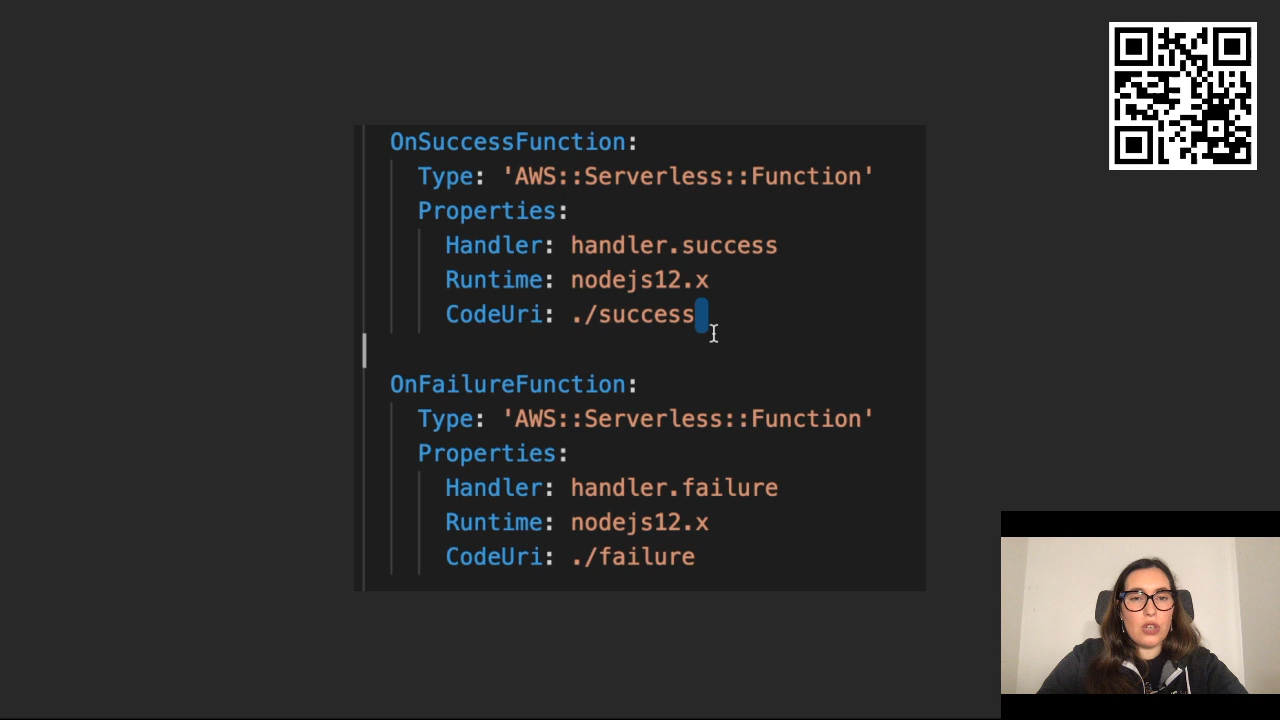 OnSuccessFunction:
Type: 'AWS::Serverless::Function'
Properties:
Handler: handler.success
Runtime: nodejs12.x
CodeUri: ./success
OnFailureFunction:
Type: 'AWS::Serverless::Function'
Properties:
Handler: handler.failure
Runtime: nodejs12.x
CodeUri: ./failure